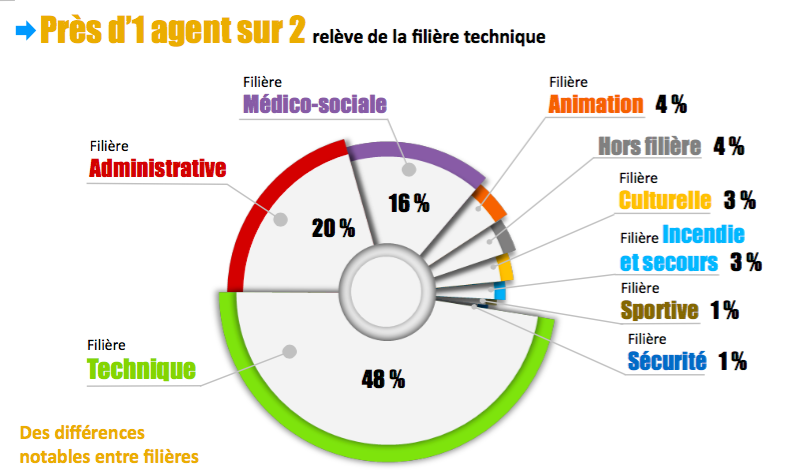 Près d'1 agent sur 2 relève de la filière technique
Filière
Médico-sociale
Filière
Animation 4 %
Hors filière 4 %
Filière
Administrative
Filière
Culturelle 3 %
16 %
20 %
Filière Incendie
et secours 3 %
Filière
Sportive 1 %
Filière
Sécurité 1 %
Filière
Technique
48 %
Des différences
notables entre filières